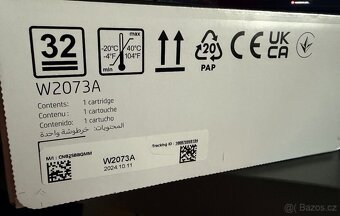 32
max
min
-20°C
-4°F
40°C
104°F
20
PAP
CE
UK
CA
W2073A
Contents: 1 cartridge
Contenu : 1 cartouche
Contenido: 1 cartucho
المحتويات: خرطوشة واحدة
Tracking ID :
W2073A
2024.10.11
© Bazos.cz